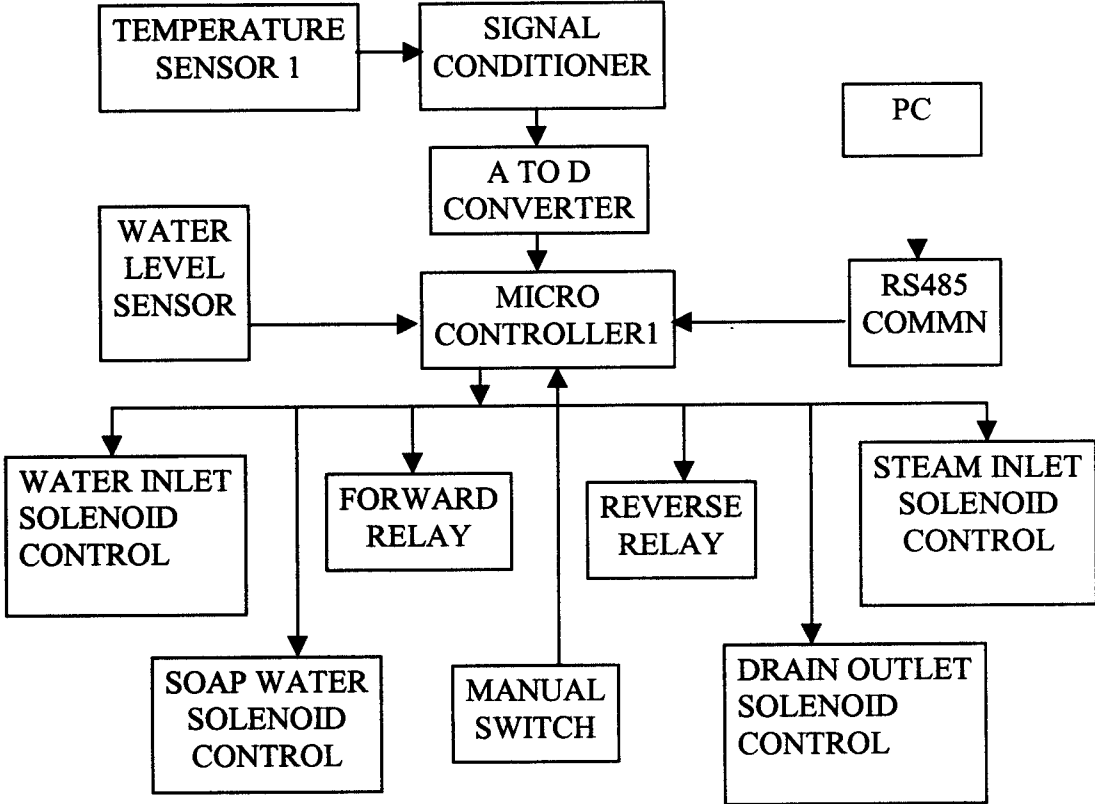 TEMPERATURE
SENSOR 1
SIGNAL
CONDITIONER
PC
A TO D
CONVERTER
WATER
LEVEL
SENSOR
MICRO
CONTROLLER1
RS485
COMMN
WATER INLET
SOLENOID
CONTROL
FORWARD
RELAY
REVERSE
RELAY
STEAM INLET
SOLENOID
CONTROL
SOAP WATER
SOLENOID
CONTROL
MANUAL
SWITCH
DRAIN OUTLET
SOLENOID
CONTROL